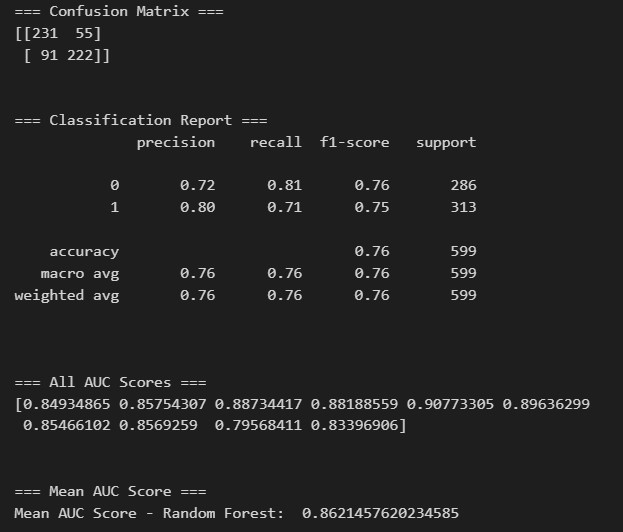 === Confusion Matrix ===
[[231  55]
 [ 91 222]]
=== Classification Report ===
              precision    recall  f1-score   support
           0       0.72      0.81      0.76       286
           1       0.80      0.71      0.75       313
    accuracy                           0.76       599
   macro avg       0.76      0.76      0.76       599
weighted avg       0.76      0.76      0.76       599
=== All AUC Scores ===
[0.84934865 0.85754307 0.88734417 0.88188559 0.90773305 0.89636299
 0.85466102 0.8569259  0.79568411 0.83396906]
=== Mean AUC Score ===
Mean AUC Score - Random Forest:  0.8621457620234585